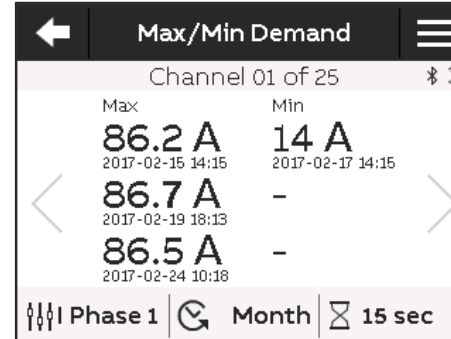 Max/Min Demand
Channel 01 of 25
Max Min
86.2 A 14 A
2017-02-15 14:15 2017-02-17 14:15
86.7 A -
2017-02-19 18:13
86.5 A -
2017-02-24 10:18
I Phase 1 Month 15 sec